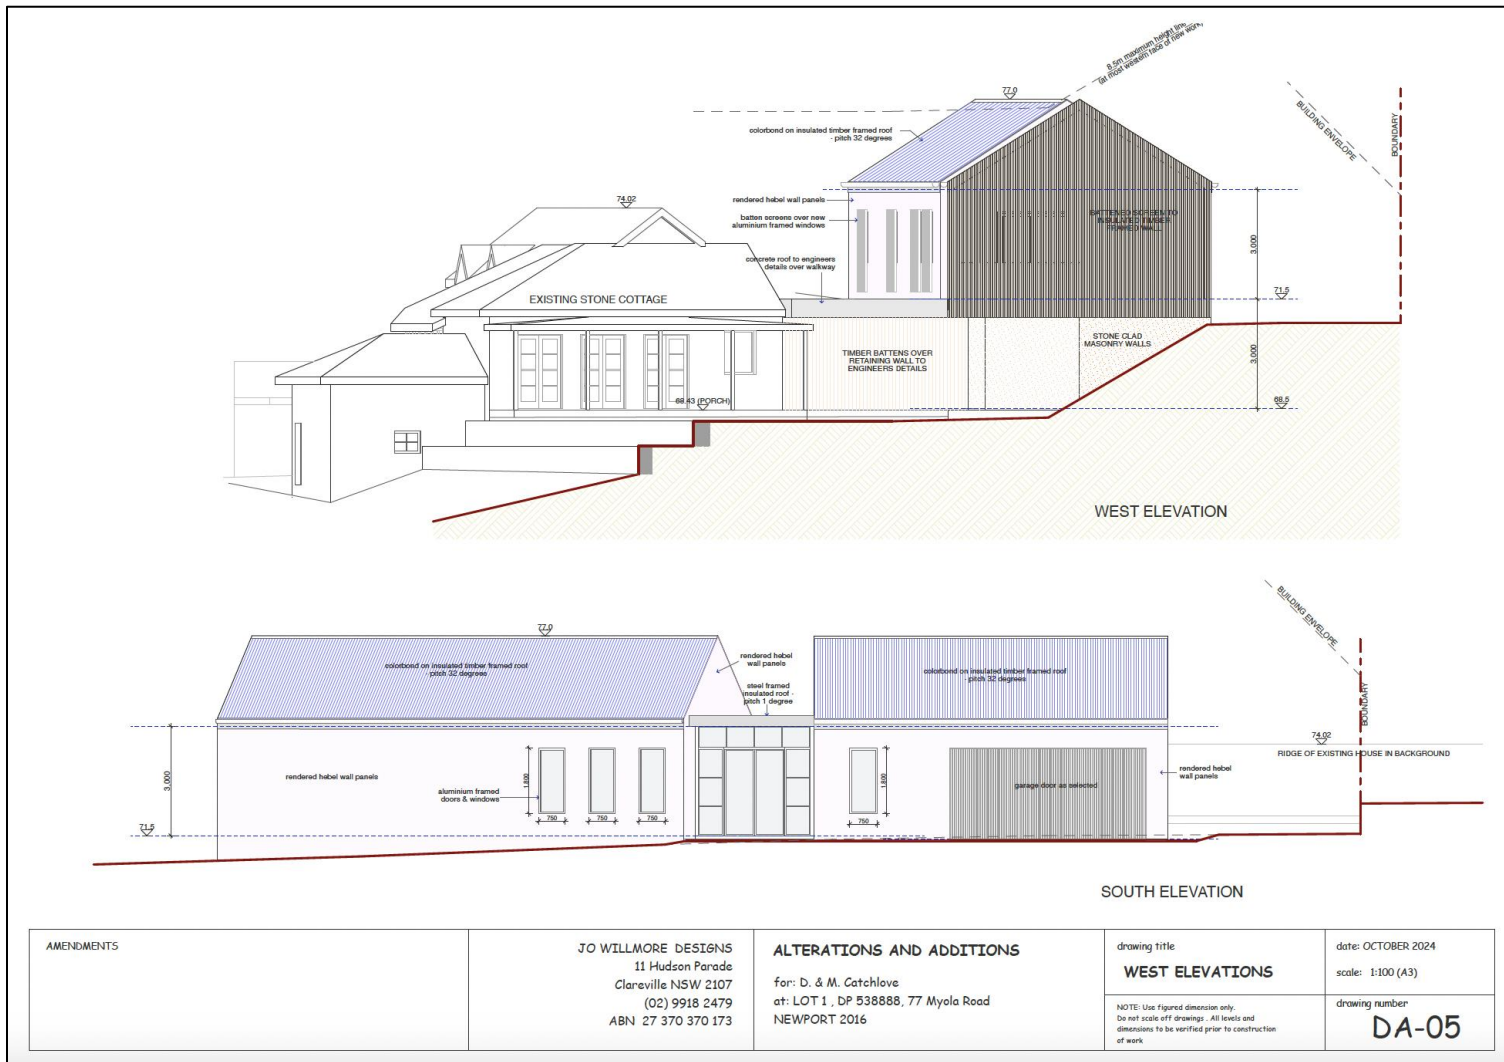 8.5m maximum height line
(at most western face of new work)
77.0
BUILDING ENVELOPE
BOUNDARY
colorbond on insulated timber framed roof
- pitch 32 degrees
74.02
rendered hebel wall panels
batten screens over new
aluminium framed windows
BATTENED SCREEN TO
INSULATED TIMBER
FRAMED WALL
3,000
concrete roof to engineers
details over walkway
71.5
EXISTING STONE COTTAGE
STONE CLAD
MASONRY WALLS
TIMBER BATTENS OVER
RETAINING WALL TO
ENGINEERS DETAILS
3,000
68.43 (PORCH)
68.5
WEST ELEVATION
BUILDING ENVELOPE
77.0
colorbond on insulated timber framed roof
- pitch 32 degrees
rendered hebel
wall panels
steel framed
insulated roof -
pitch 1 degree
colorbond on insulated timber framed roof
- pitch 32 degrees
BOUNDARY
74.02
RIDGE OF EXISTING HOUSE IN BACKGROUND
3,000
rendered hebel wall panels
aluminium framed
doors & windows
1,800
750
750
750
1,800
750
garage door as selected
rendered hebel
wall panels
71.5
SOUTH ELEVATION
AMENDMENTS
JO WILLMORE DESIGNS
11 Hudson Parade
Clareville NSW 2107
(02) 9918 2479
ABN 27 370 370 173
ALTERATIONS AND ADDITIONS
for: D. & M. Catchlove
at: LOT 1 , DP 538888, 77 Myola Road
NEWPORT 2016
drawing title
WEST ELEVATIONS
NOTE: Use figured dimension only.
Do not scale off drawings . All levels and
dimensions to be verified prior to construction
of work
date: OCTOBER 2024
scale: 1:100 (A3)
drawing number
DA-05